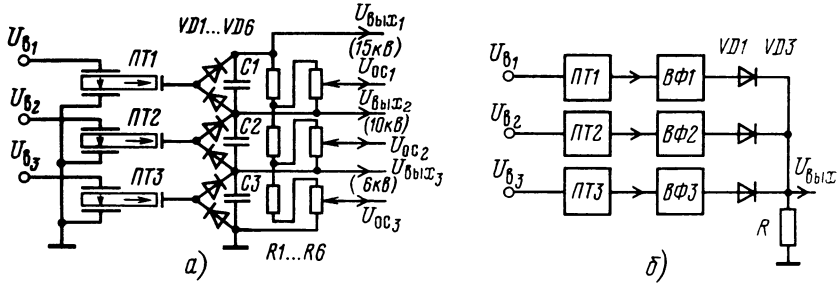 VD1...VD6
Uвых1
(15кв)
Uв1
ПТ1
C1
Uос1
Uвых2
(10кв)
Uв2
ПТ2
C2
Uос2
Uвых3
(6кв)
Uв3
ПТ3
C3
Uос3
R1...R6
а)
VD1 VD3
Uв1
ПТ1
ВФ1
Uв2
ПТ2
ВФ2
Uв3
ПТ3
ВФ3
Uвых
R
б)